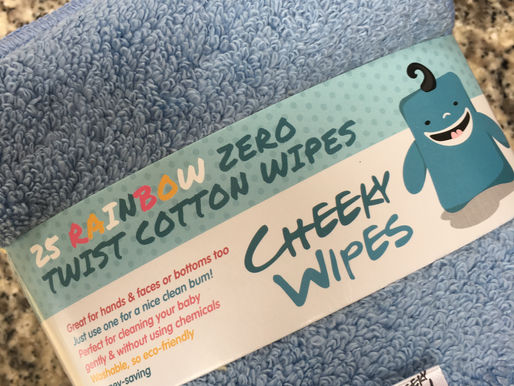 25 RAINBOW ZERO
TWIST COTTON WIPES
CHEEKY
WIPES
Great for hands & faces or bottoms too
Just use one for a nice clean bum!
Perfect for cleaning your baby
gently & without using chemicals
Washable, so eco-friendly